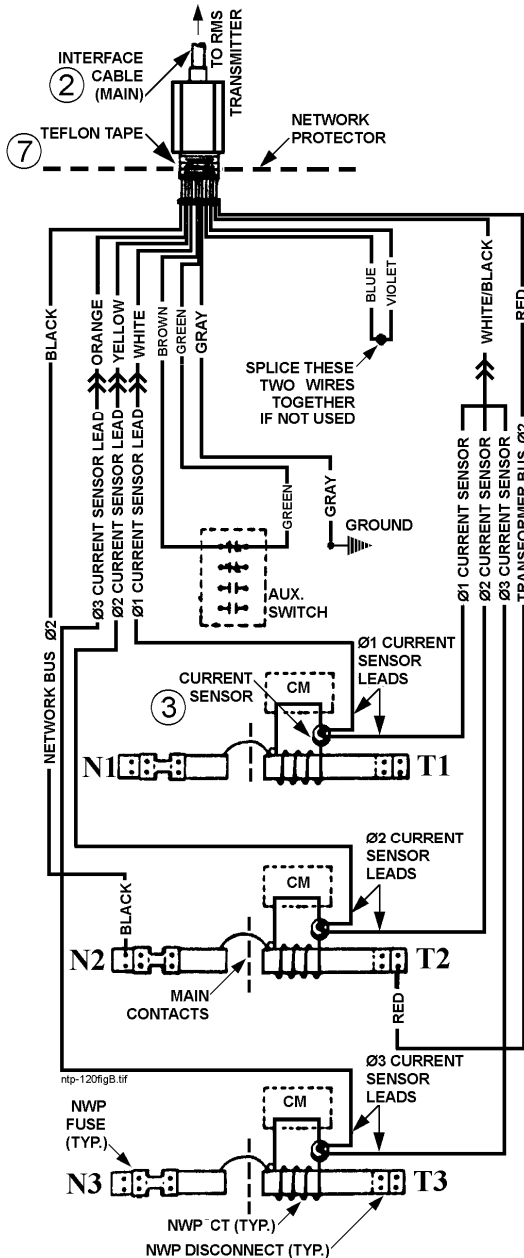 TO RMS
TRANSMITTER
INTERFACE
CABLE
(MAIN)
2
TEFLON TAPE
7
NETWORK
PROTECTOR
BLACK
ORANGE
YELLOW
WHITE
BROWN
GREEN
GRAY
BLUE
VIOLET
WHITE/BLACK
RED
SPLICE THESE
TWO WIRES
TOGETHER
IF NOT USED
Ø3 CURRENT SENSOR LEAD
Ø2 CURRENT SENSOR LEAD
Ø1 CURRENT SENSOR LEAD
GREEN
GRAY
GROUND
AUX.
SWITCH
Ø1 CURRENT SENSOR
Ø2 CURRENT SENSOR
Ø3 CURRENT SENSOR
TRANSFORMER BUS Ø2
NETWORK BUS Ø2
Ø1 CURRENT
SENSOR
LEADS
CURRENT
SENSOR
3
CM
N1
T1
Ø2 CURRENT
SENSOR
LEADS
CM
BLACK
N2
T2
MAIN
CONTACTS
RED
ntp-120figB.tif
Ø3 CURRENT
SENSOR
LEADS
CM
NWP
FUSE
(TYP.)
N3
T3
NWP CT (TYP.)
NWP DISCONNECT (TYP.)